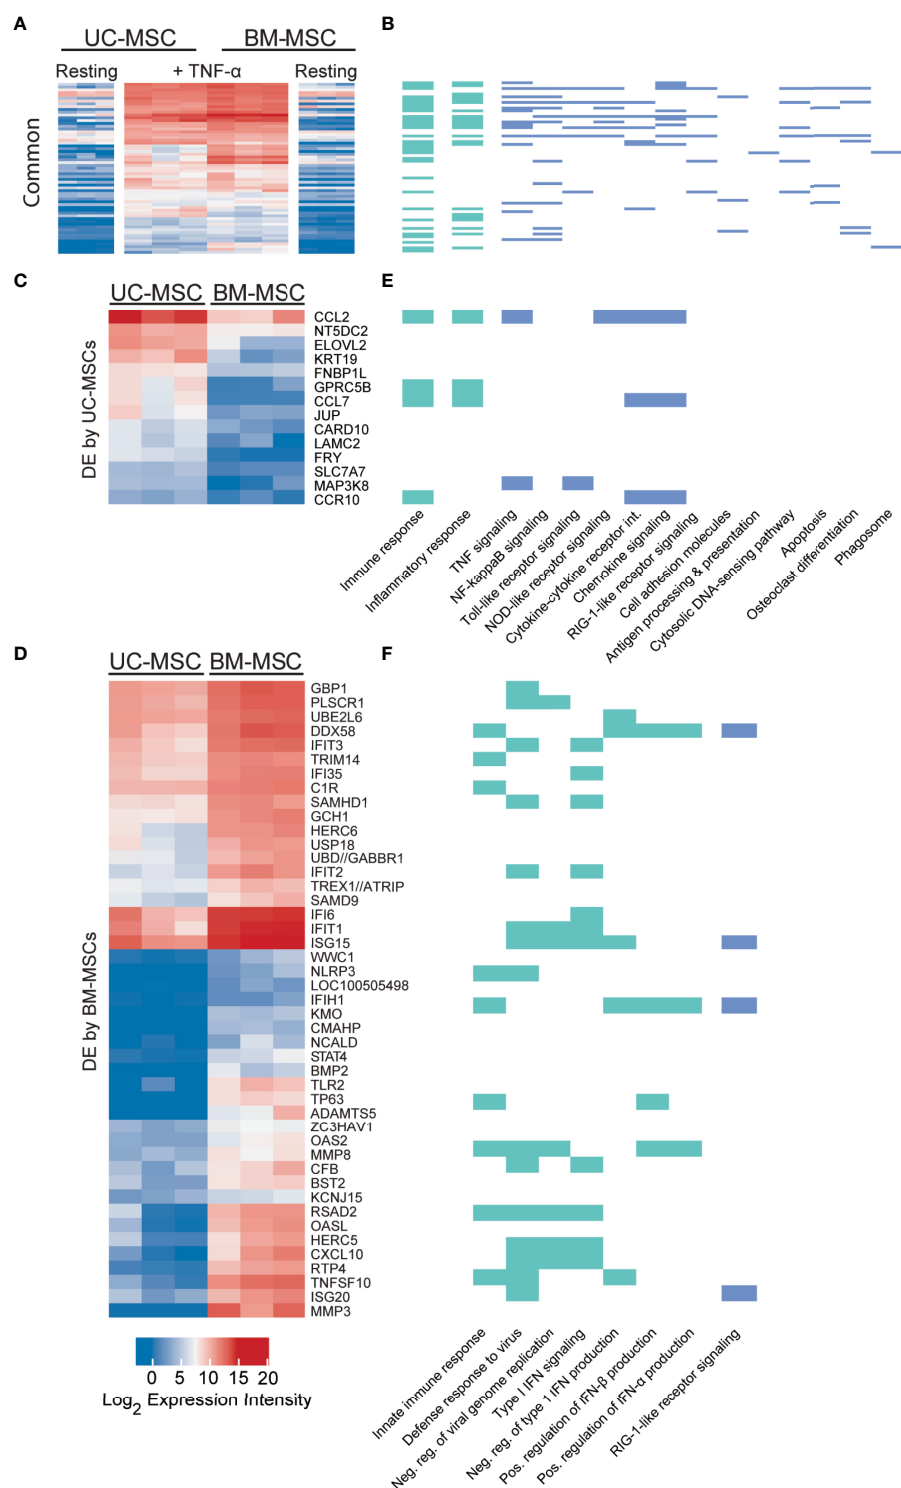 A
B
UC-MSC BM-MSC
Resting + TNF-α Resting
Common
C
E
UC-MSC BM-MSC
DE by UC-MSCs
CCL2
NT5DC2
ELOVL2
KRT19
FNBP1L
GPRC5B
CCL7
JUP
CARD10
LAMC2
FRY
SLC7A7
MAP3K8
CCR10
Immune response
Inflammatory response
TNF signaling
NF-kappaB signaling
Toll-like receptor signaling
NOD-like receptor signaling
Cytokine-cytokine receptor int.
Chemokine signaling
RIG-1-like receptor signaling
Cell adhesion molecules
Antigen processing & presentation
Cytosolic DNA-sensing pathway
Apoptosis
Osteoclast differentiation
Phagosome
D
F
UC-MSC BM-MSC
DE by BM-MSCs
GBP1
PLSCR1
UBE2L6
DDX58
IFIT3
TRIM14
IFI35
C1R
SAMHD1
GCH1
HERC6
USP18
UBD//GABBR1
IFIT2
TREX1//ATRIP
SAMD9
IFI6
IFIT1
ISG15
WWC1
NLRP3
LOC100505498
IFIH1
KMO
CMAHP
NCALD
STAT4
BMP2
TLR2
TP63
ADAMTS5
ZC3HAV1
OAS2
MMP8
CFB
BST2
KCNJ15
RSAD2
OASL
HERC5
CXCL10
RTP4
TNFSF10
ISG20
MMP3
0 5 10 15 20
Log2 Expression Intensity
Innate immune response
Defense response to virus
Neg. reg. of viral genome replication
Type I IFN signaling
Neg. reg. of type 1 IFN production
Pos. regulation of IFN-β production
Pos. regulation of IFN-α production
RIG-1-like receptor signaling